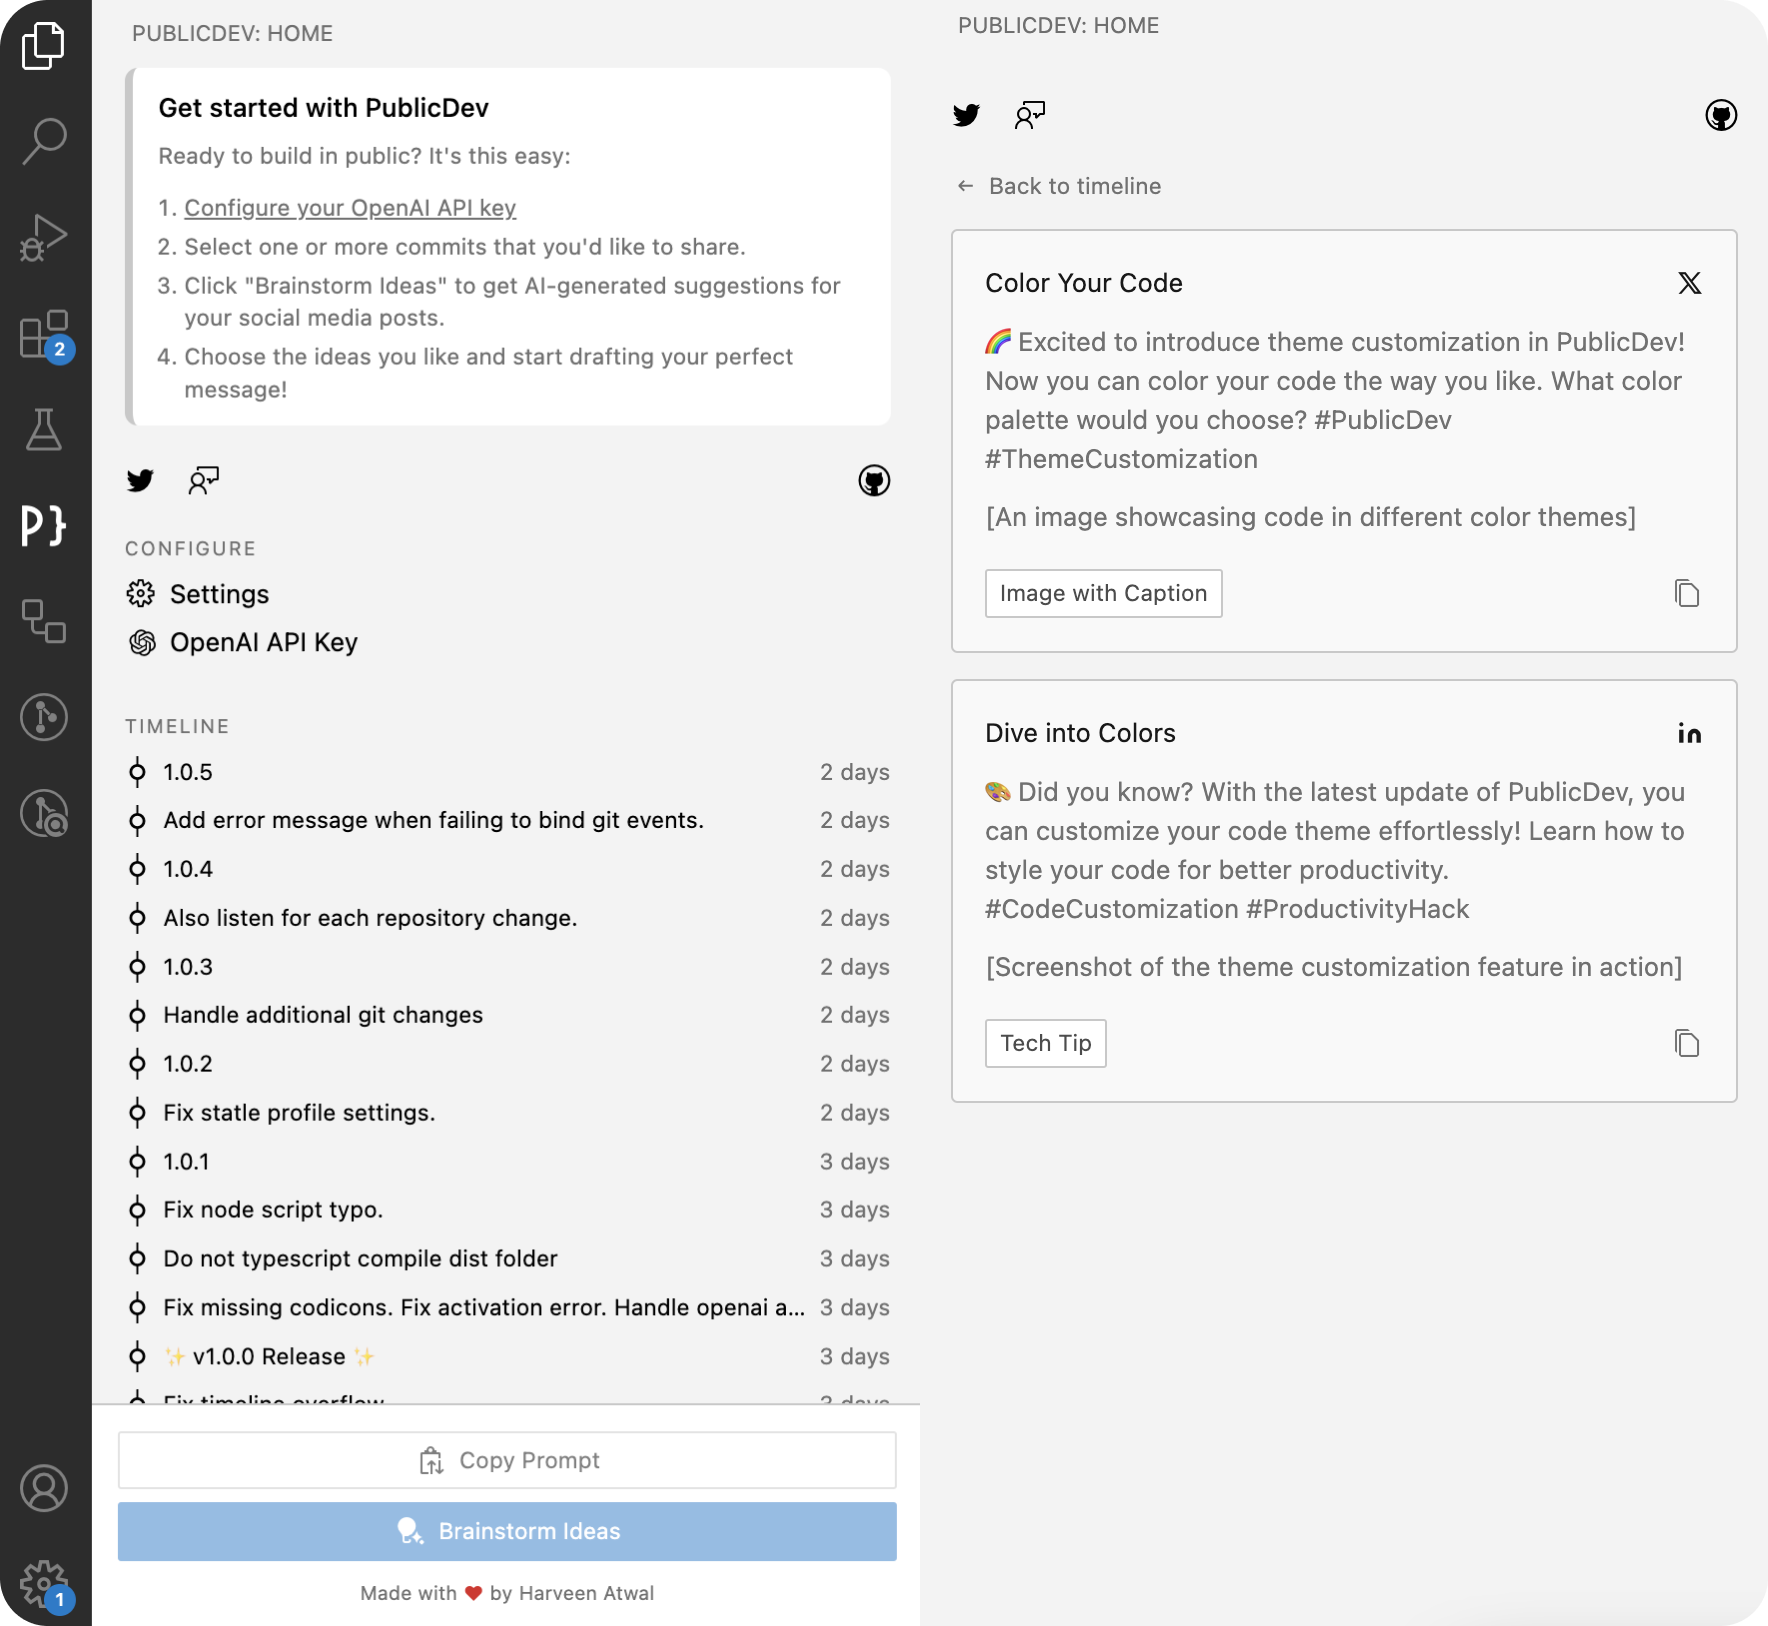 PUBLICDEV: HOME
Get started with PublicDev
Ready to build in public? It's this easy:
1. Configure your OpenAI API key
2. Select one or more commits that you'd like to share.
3. Click "Brainstorm Ideas" to get AI-generated suggestions for
your social media posts.
4. Choose the ideas you like and start drafting your perfect
message!
CONFIGURE
Settings
OpenAI API Key
TIMELINE
1.0.5 2 days
Add error message when failing to bind git events. 2 days
1.0.4 2 days
Also listen for each repository change. 2 days
1.0.3 2 days
Handle additional git changes 2 days
1.0.2 2 days
Fix statle profile settings. 2 days
1.0.1 3 days
Fix node script typo. 3 days
Do not typescript compile dist folder 3 days
Fix missing codicons. Fix activation error. Handle openai a... 3 days
✨ v1.0.0 Release ✨ 3 days
Fix timeline overflow 3 days
Copy Prompt
Brainstorm Ideas
Made with ❤ by Harveen Atwal
2
P}
1
PUBLICDEV: HOME
← Back to timeline
Color Your Code
🌈 Excited to introduce theme customization in PublicDev!
Now you can color your code the way you like. What color
palette would you choose? #PublicDev
#ThemeCustomization
[An image showcasing code in different color themes]
Image with Caption
Dive into Colors
in
🎨 Did you know? With the latest update of PublicDev, you
can customize your code theme effortlessly! Learn how to
style your code for better productivity.
#CodeCustomization #ProductivityHack
[Screenshot of the theme customization feature in action]
Tech Tip